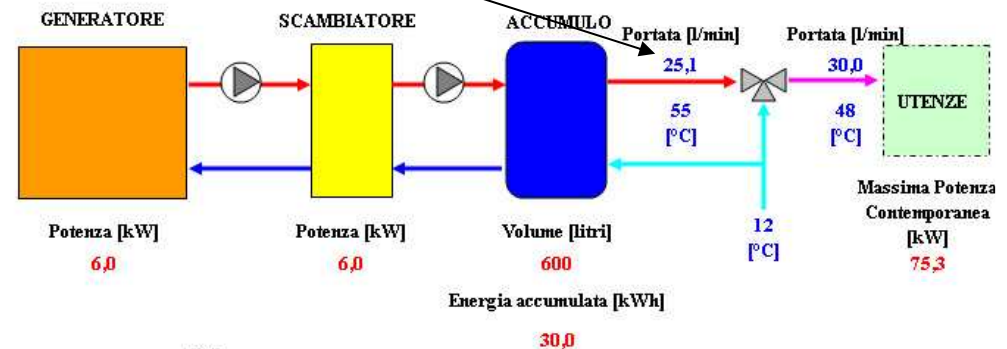 GENERATORE
SCAMBIATORE
ACCUMULO
Portata [l/min]
25,1
55
[°C]
Portata [l/min]
30,0
48
[°C]
UTENZE
12
[°C]
Potenza [kW]
6,0
Potenza [kW]
6,0
Volume [litri]
600
Energia accumulata [kWh]
30,0
Massima Potenza
Contemporanea
[kW]
75,3